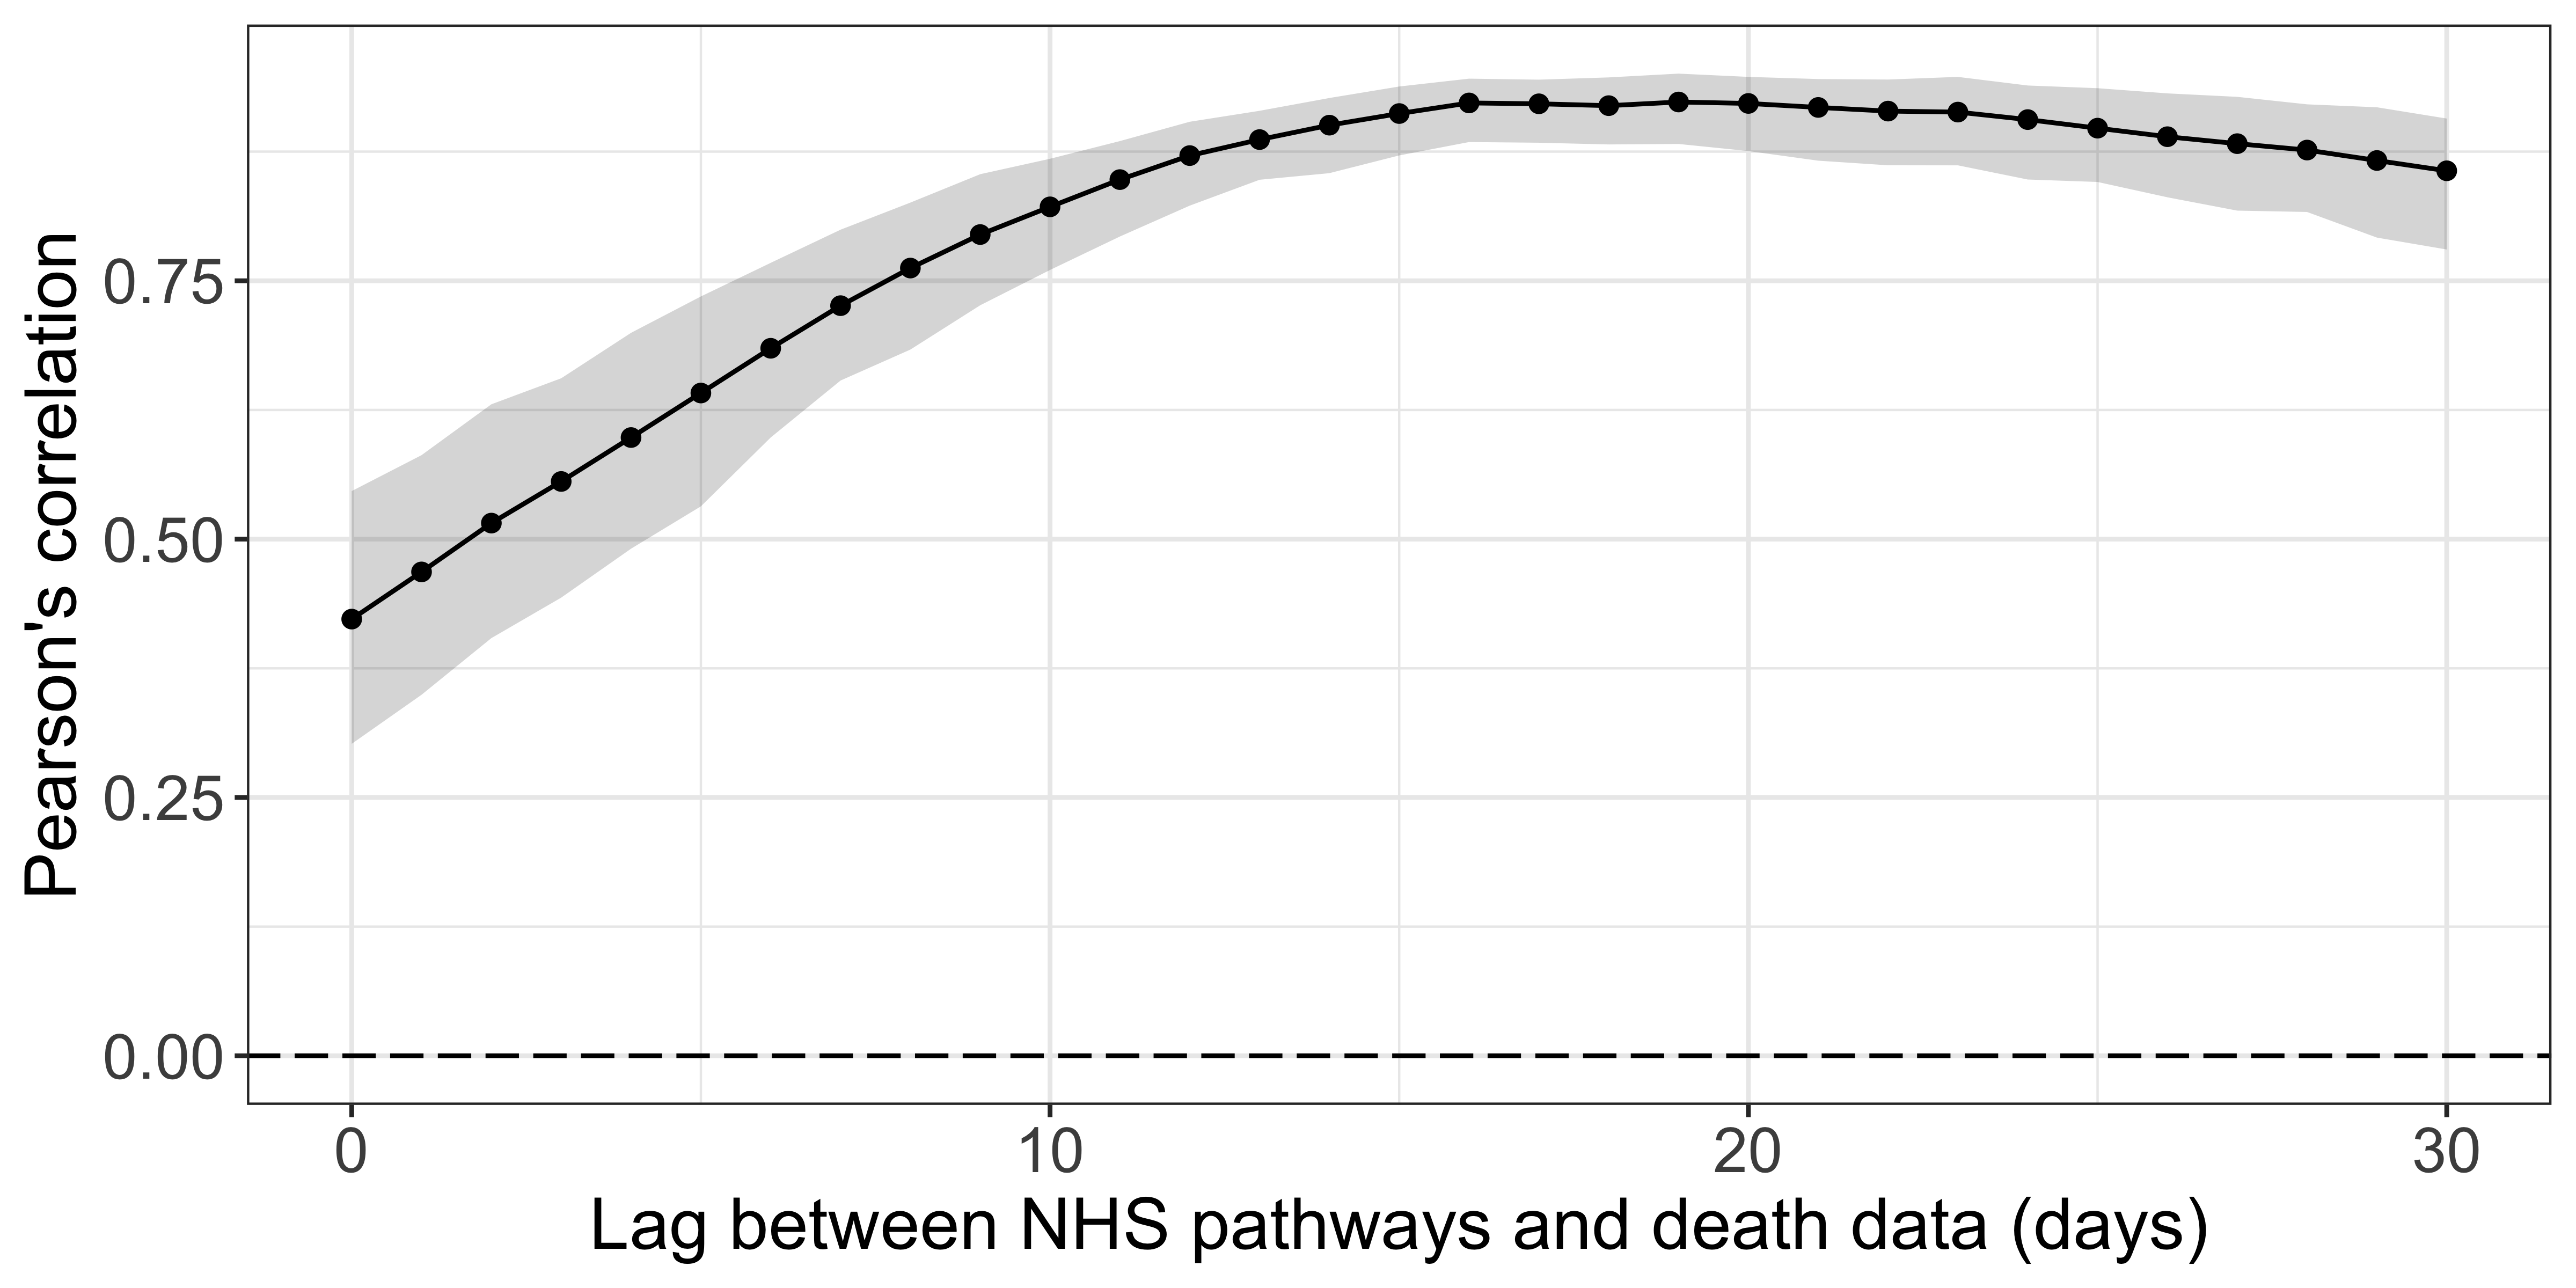 Pearson's correlation
0.75
0.50
0.25
0.00
0 10 20 30
Lag between NHS pathways and death data (days)